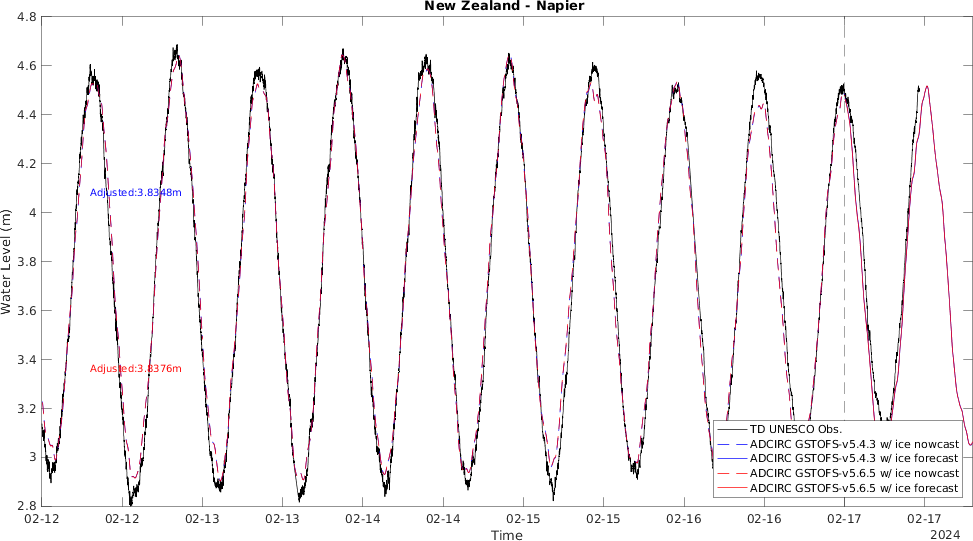 New Zealand - Napier
4.8
4.6
4.4
4.2
4
3.8
3.6
3.4
3.2
3
2.8
Water Level (m)
Adjusted:3.8348m
Adjusted:3.8376m
TD UNESCO Obs.
ADCIRC GSTOFS-v5.4.3 w/ ice nowcast
ADCIRC GSTOFS-v5.4.3 w/ ice forecast
ADCIRC GSTOFS-v5.6.5 w/ ice nowcast
ADCIRC GSTOFS-v5.6.5 w/ ice forecast
02-12 02-12 02-13 02-13 02-14 02-14 02-15 02-15 02-16 02-16 02-17 02-17
Time
2024